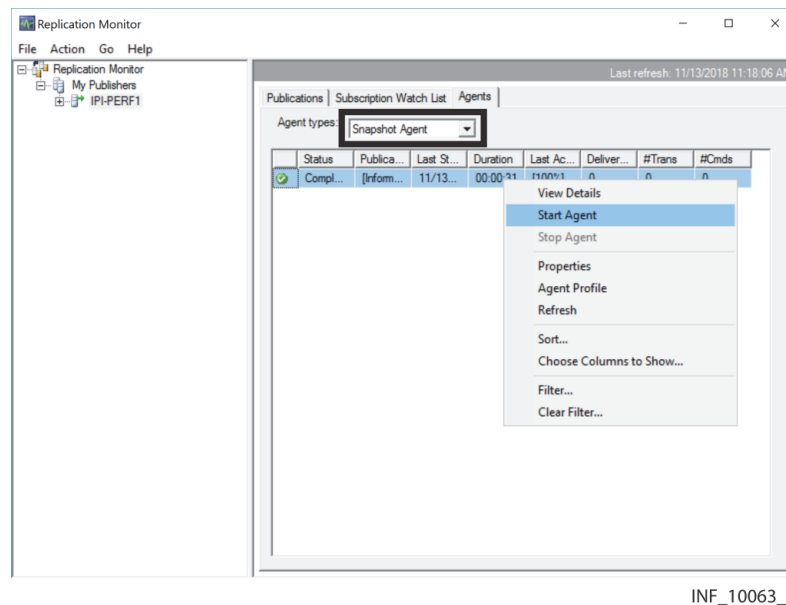 Replication Monitor
File Action Go Help
Replication Monitor
My Publishers
IPI-PERF1
Last refresh: 11/13/2018 11:18:06 AM
Publications Subscription Watch List Agents
Agent types: Snapshot Agent
Status Publica... Last St... Duration Last Ac... Deliver... #Trans #Cmds
Compl... [Inform... 11/13... 00:00:31 [100%] 0 0 0
View Details
Start Agent
Stop Agent
Properties
Agent Profile
Refresh
Sort...
Choose Columns to Show...
Filter...
Clear Filter...
INF_10063_